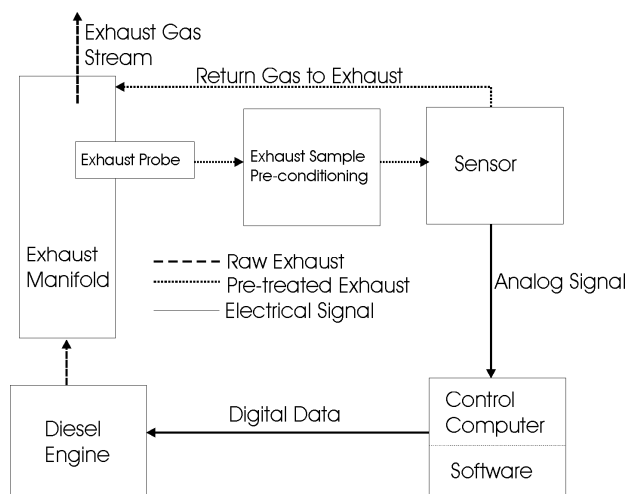 Exhaust Gas
Stream
Return Gas to Exhaust
Exhaust Probe
Exhaust Sample
Pre-conditioning
Sensor
Exhaust
Manifold
Raw Exhaust
Pre-treated Exhaust
Electrical Signal
Analog Signal
Diesel
Engine
Digital Data
Control
Computer
Software